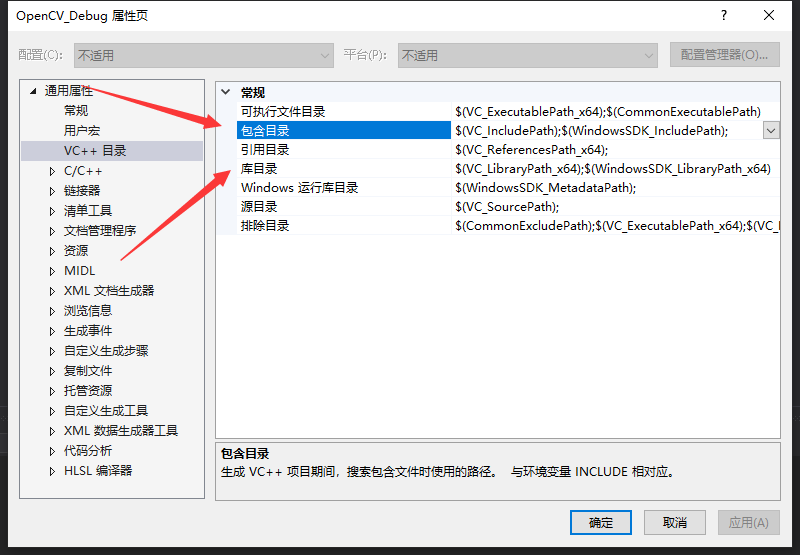 OpenCV_Debug 属性页
?
配置(C):
不适用
平台(P):
不适用
配置管理器(O)...
通用属性
常规
用户宏
VC++ 目录
C/C++
链接器
清单工具
文档管理程序
资源
MIDL
XML 文档生成器
浏览信息
生成事件
自定义生成步骤
复制文件
托管资源
自定义生成工具
XML 数据生成器工具
代码分析
HLSL 编译器
常规
可执行文件目录 $(VC_ExecutablePath_x64);$(CommonExecutablePath)
包含目录 $(VC_IncludePath);$(WindowsSDK_IncludePath);
引用目录 $(VC_ReferencesPath_x64);
库目录 $(VC_LibraryPath_x64);$(WindowsSDK_LibraryPath_x64)
Windows 运行库目录 $(WindowsSDK_MetadataPath);
源目录 $(VC_SourcePath);
排除目录 $(CommonExcludePath);$(VC_ExecutablePath_x64);$(VC_
包含目录
生成 VC++ 项目期间，搜索包含文件时使用的路径。 与环境变量 INCLUDE 相对应。
确定
取消
应用(A)